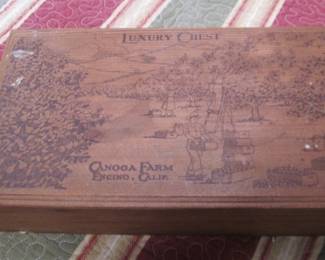 LUXURY CHEST
CANOGA FARM
ENCINO, CALIF.